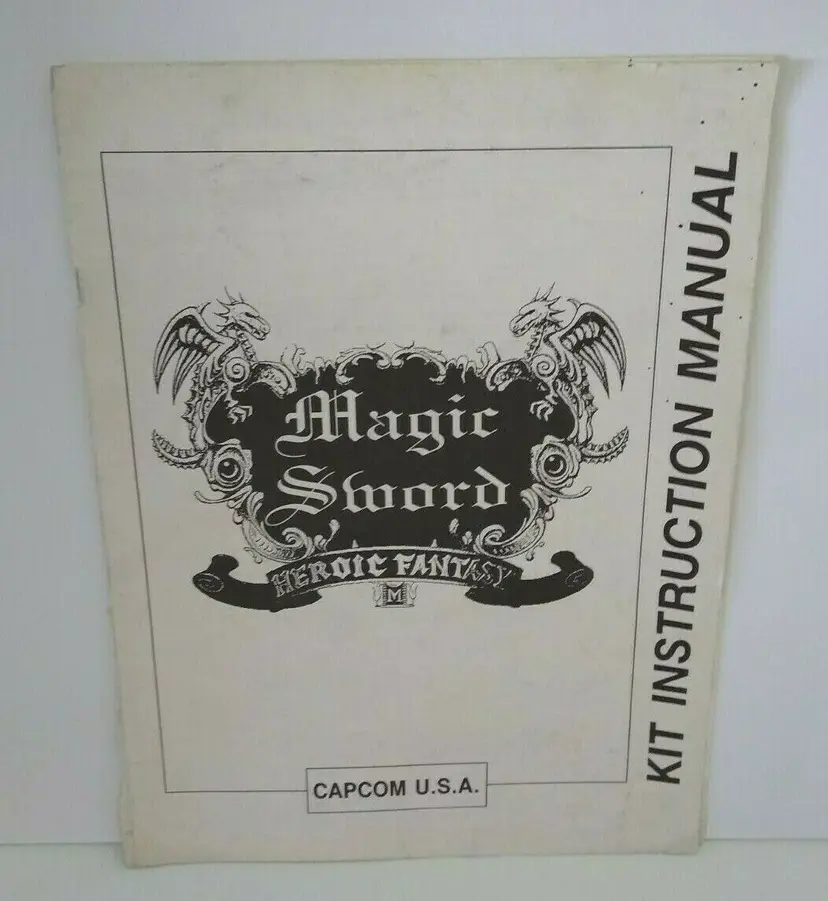 Magic
Sword
HEROIC FANTASY
M
CAPCOM U.S.A.
KIT INSTRUCTION MANUAL